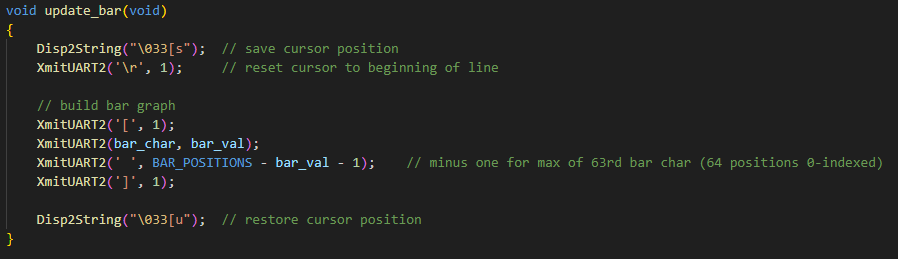 void update_bar(void)
{
    Disp2String("\033[s");  // save cursor position
    XmitUART2('\r', 1);     // reset cursor to beginning of line

    // build bar graph
    XmitUART2('[', 1);
    XmitUART2(bar_char, bar_val);
    XmitUART2(' ', BAR_POSITIONS - bar_val - 1);    // minus one for max of 63rd bar char (64 positions 0-indexed)
    XmitUART2(']', 1);

    Disp2String("\033[u");  // restore cursor position
}